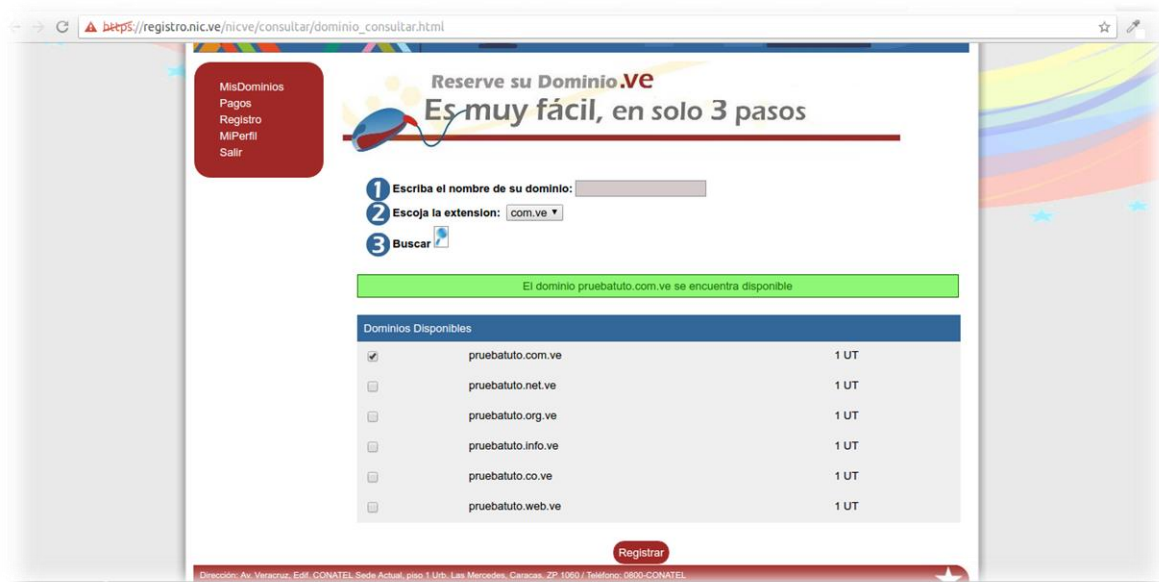 https://registro.nic.ve/nicve/consultar/dominio_consultar.html
MisDominios
Pagos
Registro
MiPerfil
Salir
Reserve su Dominio.ve
Es muy fácil, en solo 3 pasos
1 Escriba el nombre de su dominio:
2 Escoja la extension: com.ve
3 Buscar
El dominio pruebatuto.com.ve se encuentra disponible
Dominios Disponibles
pruebatuto.com.ve 1 UT
pruebatuto.net.ve 1 UT
pruebatuto.org.ve 1 UT
pruebatuto.info.ve 1 UT
pruebatuto.co.ve 1 UT
pruebatuto.web.ve 1 UT
Registrar
Dirección: Av. Veracruz, Edif. CONATEL Sede Actual, piso 1 Urb. Las Mercedes, Caracas. ZP 1060 / Teléfono: 0800-CONATEL